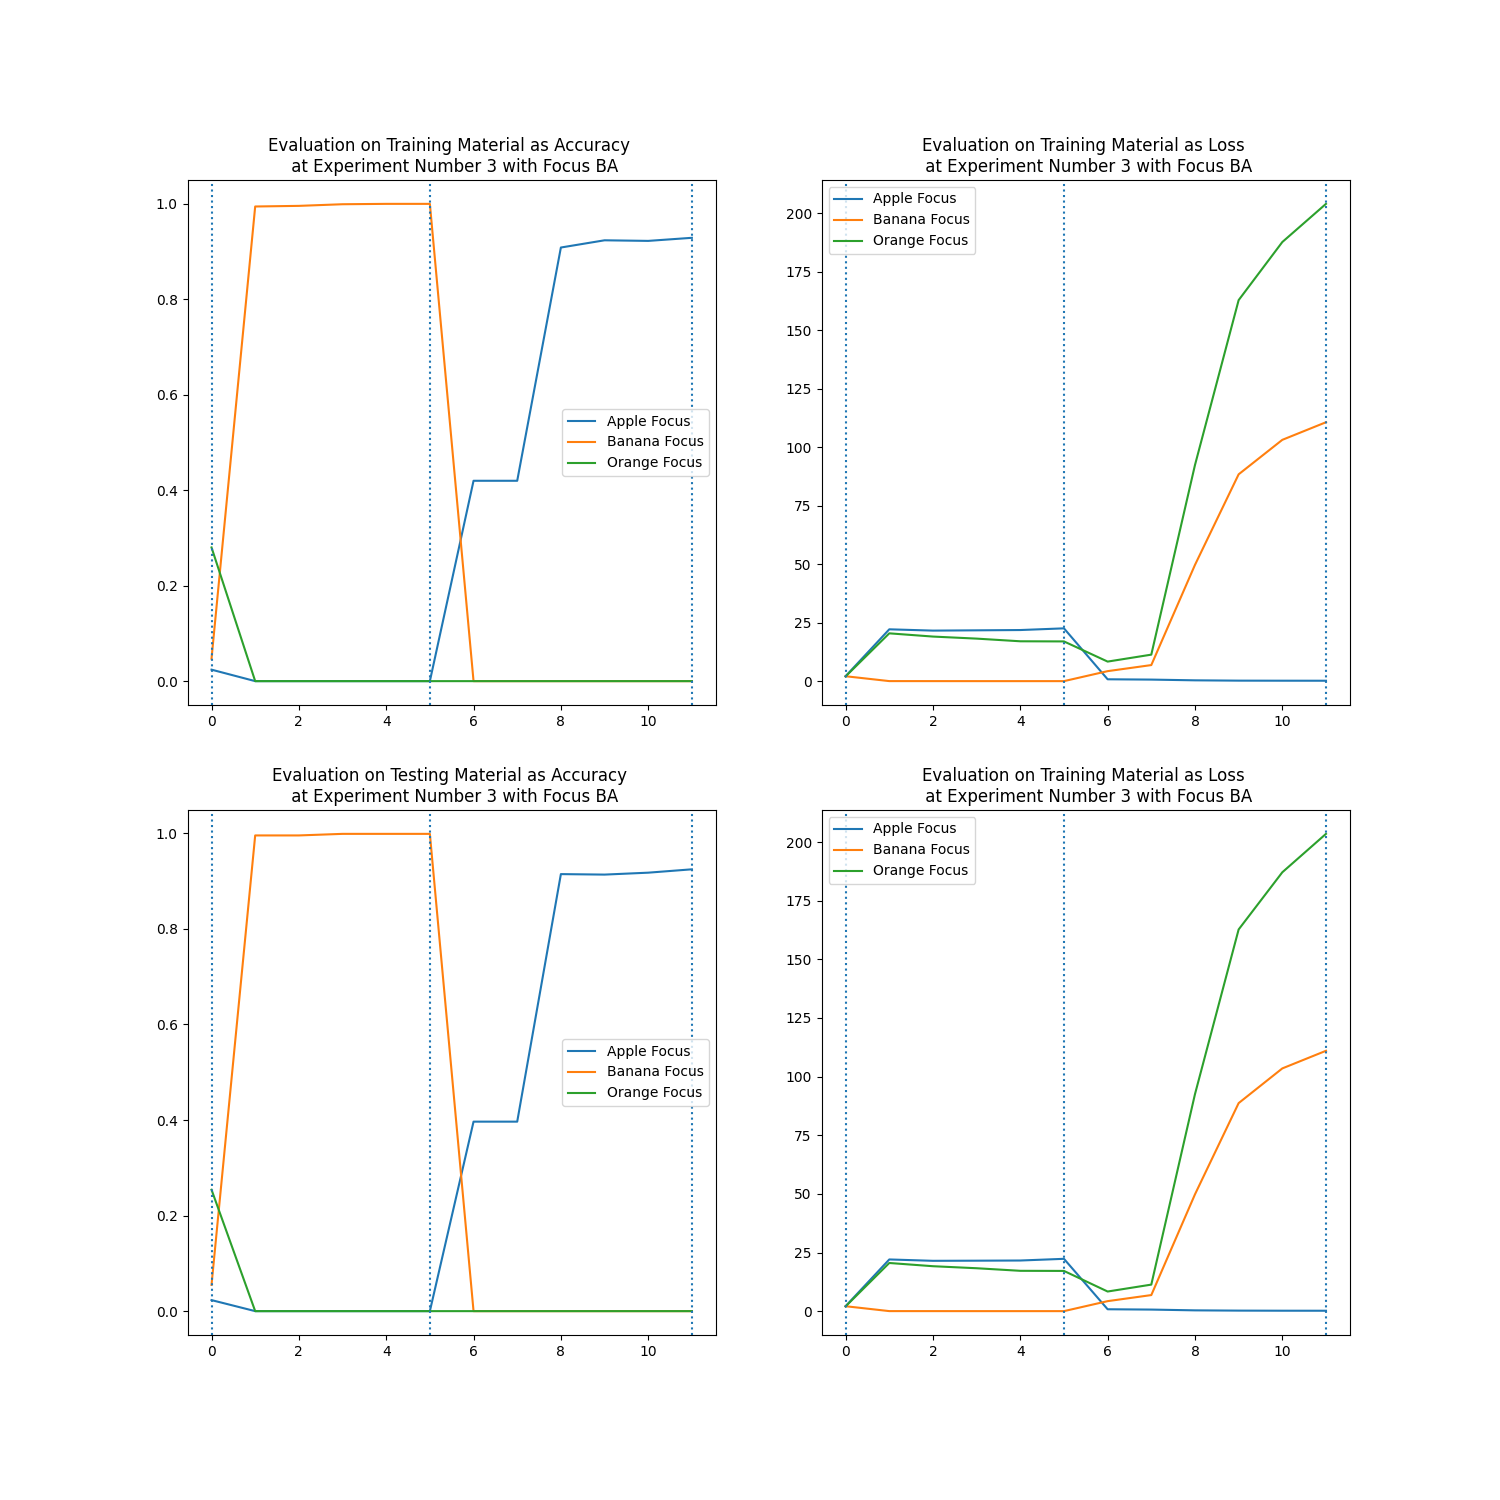 Evaluation on Training Material as Accuracy
at Experiment Number 3 with Focus BA
1.0
0.8
0.6
0.4
0.2
0.0
Apple Focus
Banana Focus
Orange Focus
0 2 4 6 8 10
Evaluation on Training Material as Loss
at Experiment Number 3 with Focus BA
Apple Focus
Banana Focus
Orange Focus
200
175
150
125
100
75
50
25
0
0 2 4 6 8 10
Evaluation on Testing Material as Accuracy
at Experiment Number 3 with Focus BA
1.0
0.8
0.6
0.4
0.2
0.0
Apple Focus
Banana Focus
Orange Focus
0 2 4 6 8 10
Evaluation on Training Material as Loss
at Experiment Number 3 with Focus BA
Apple Focus
Banana Focus
Orange Focus
200
175
150
125
100
75
50
25
0
0 2 4 6 8 10